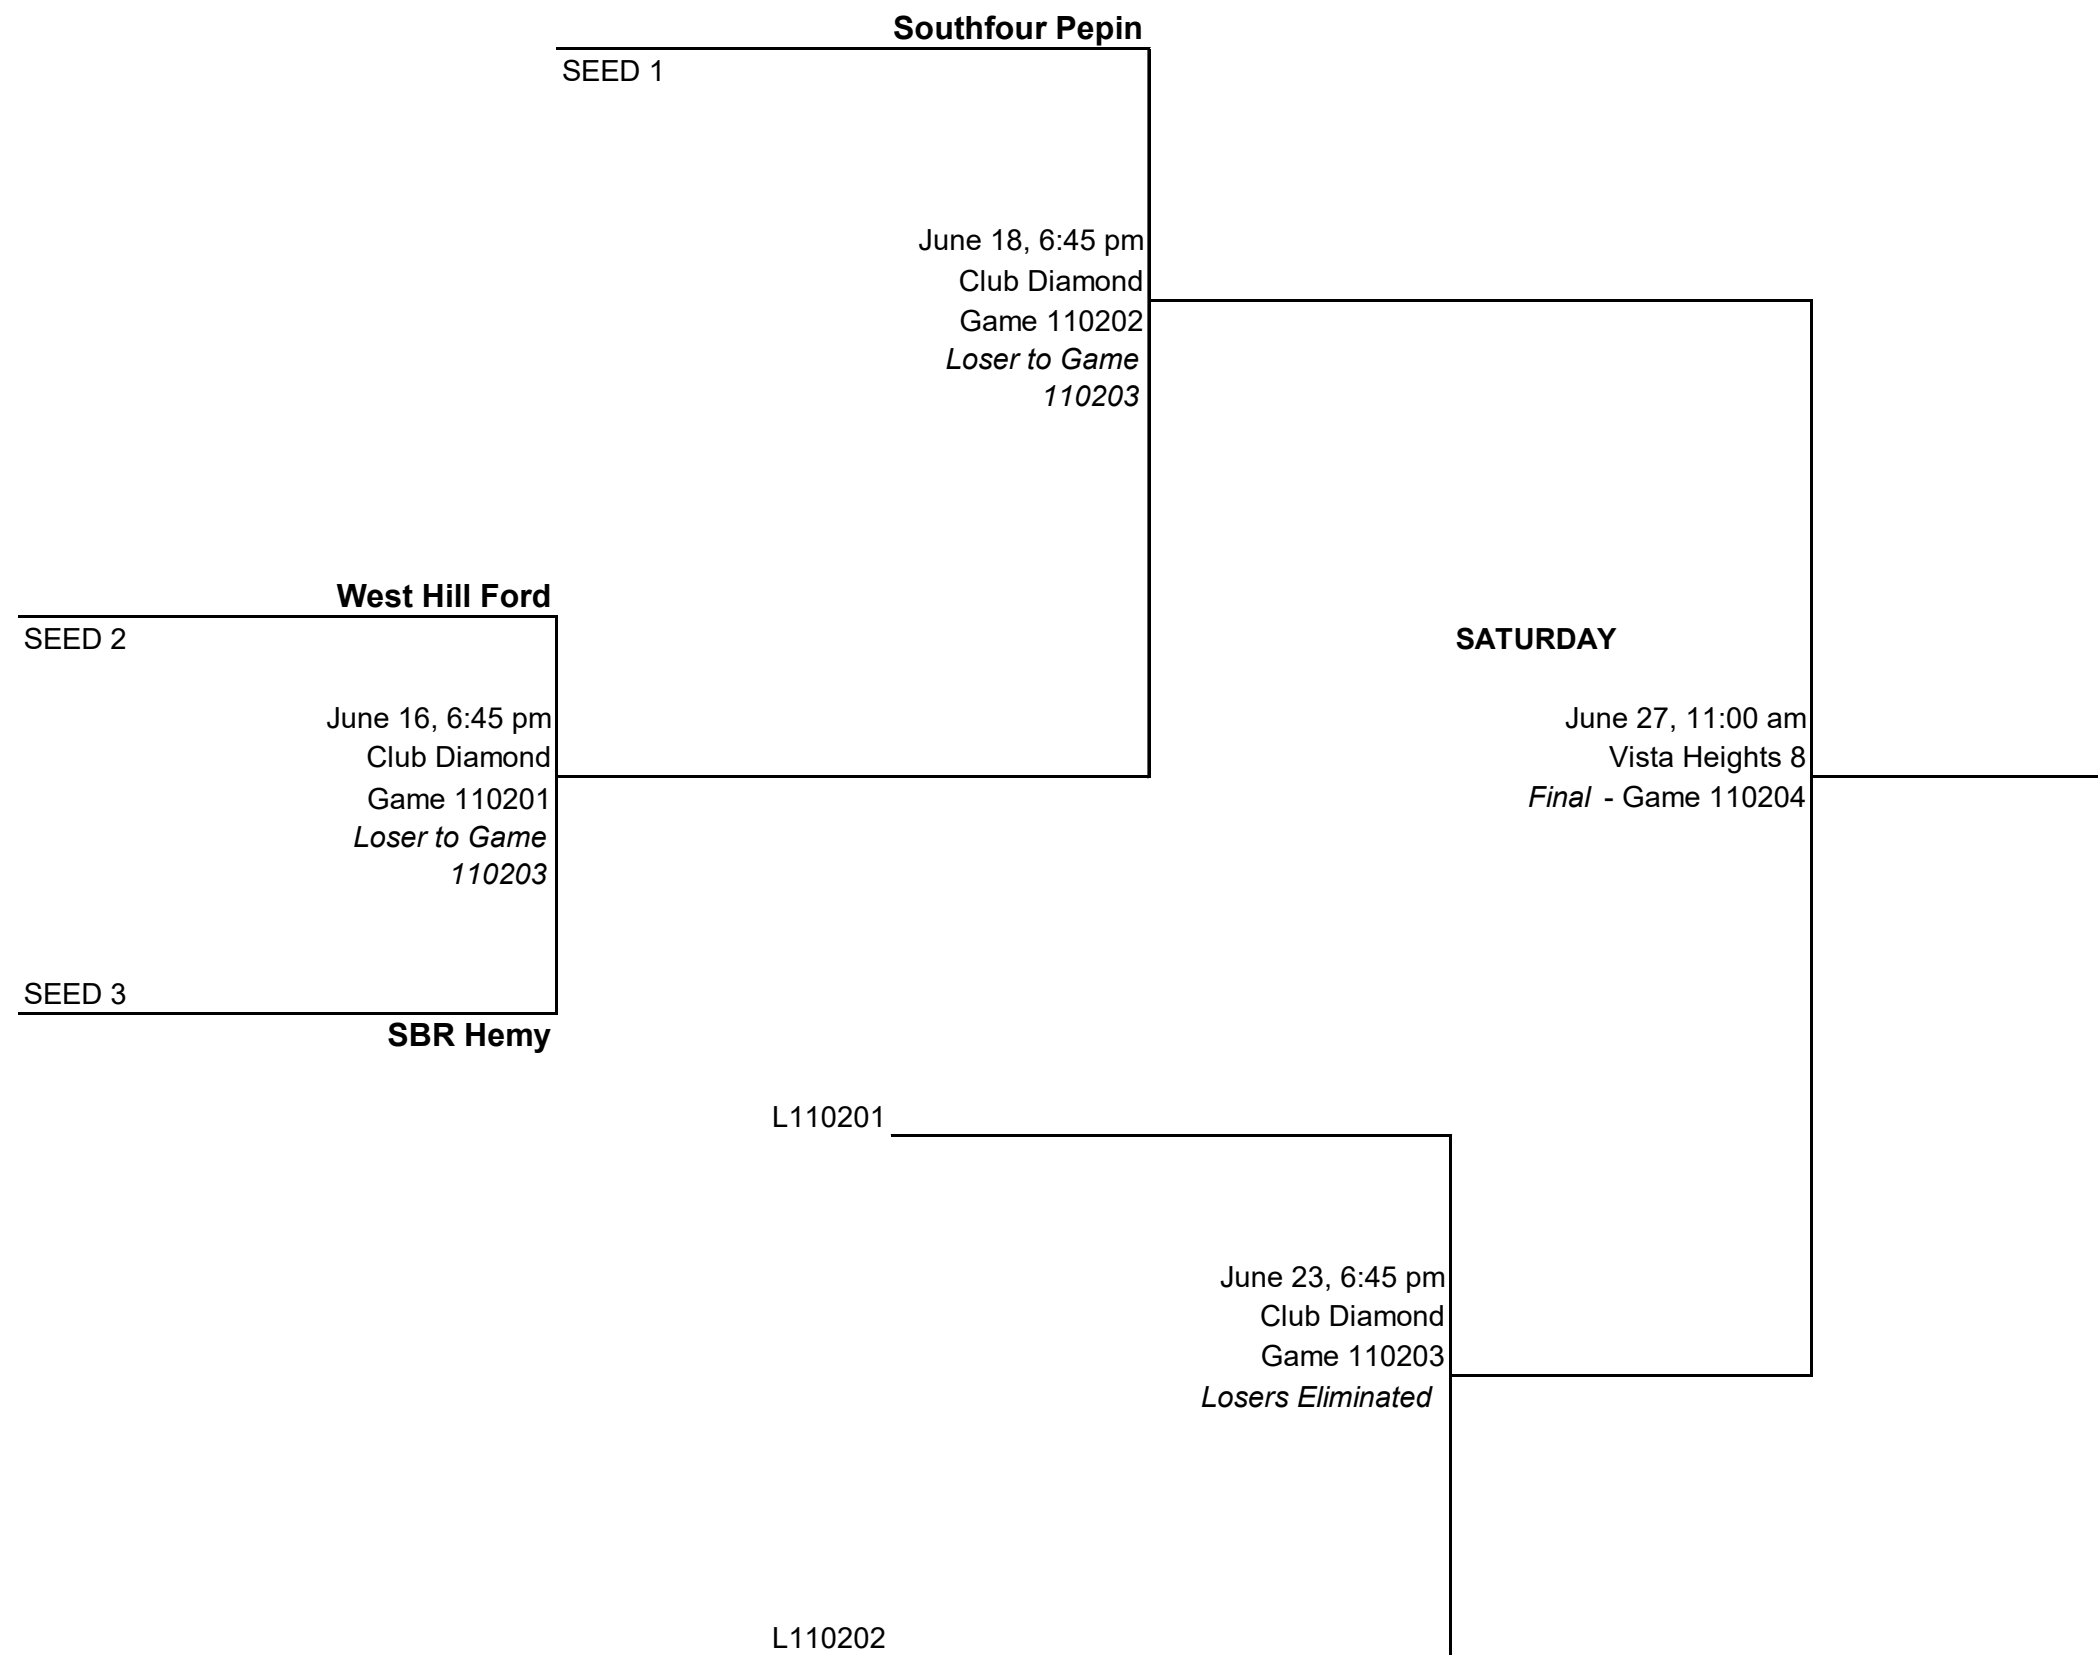 Southfour Pepin
SEED 1
June 18, 6:45 pm
Club Diamond
Game 110202
Loser to Game
110203
West Hill Ford
SEED 2
SATURDAY
June 16, 6:45 pm
Club Diamond
Game 110201
Loser to Game
110203
June 27, 11:00 am
Vista Heights 8
Final - Game 110204
SEED 3
SBR Hemy
L110201
June 23, 6:45 pm
Club Diamond
Game 110203
Losers Eliminated
L110202